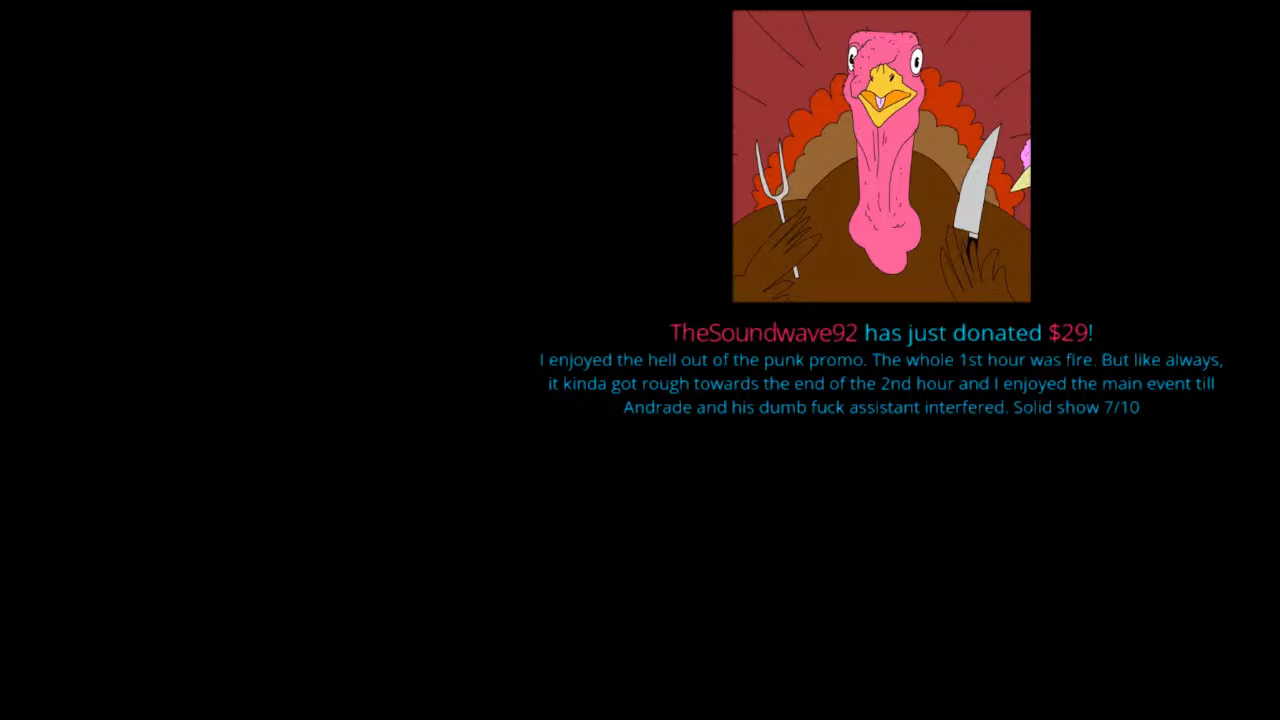 TheSoundwave92 has just donated $29!
I enjoyed the hell out of the punk promo. The whole 1st hour was fire. But like always,
it kinda got rough towards the end of the 2nd hour and I enjoyed the main event till
Andrade and his dumb fuck assistant interfered. Solid show 7/10